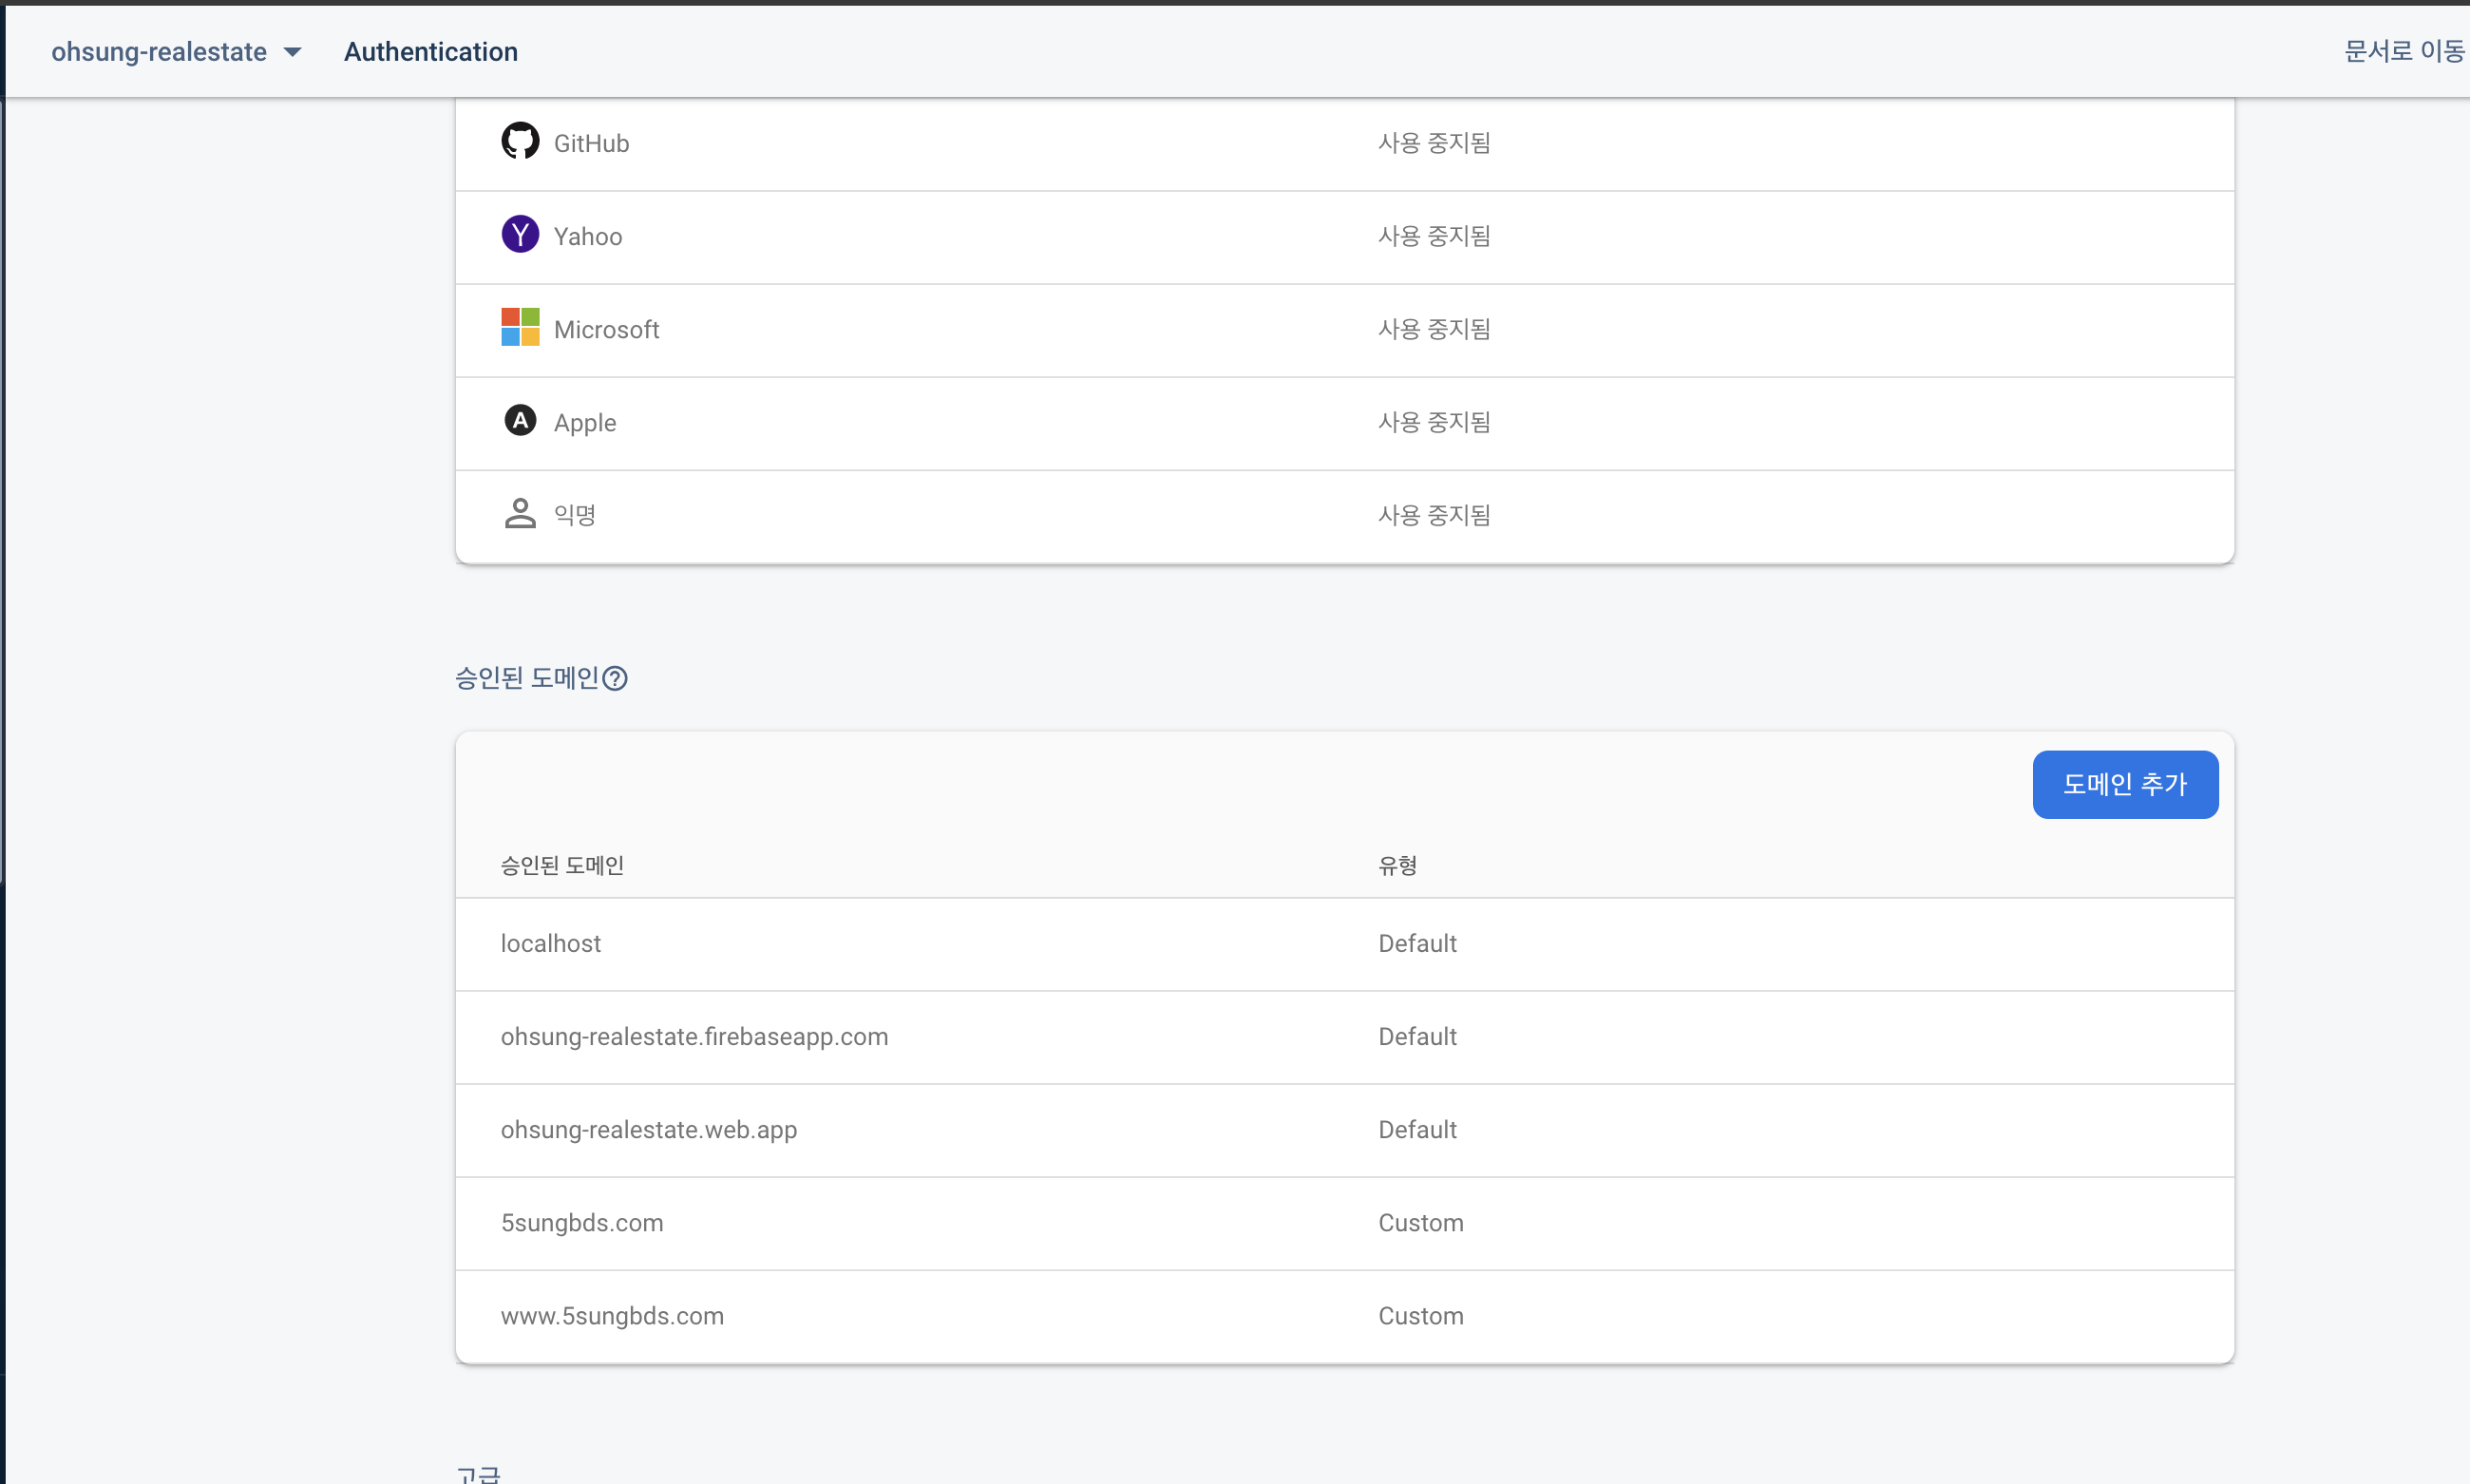 ohsung-realestate Authentication 문서로 이동
GitHub 사용 중지됨
Yahoo 사용 중지됨
Microsoft 사용 중지됨
Apple 사용 중지됨
익명 사용 중지됨
승인된 도메인
도메인 추가
승인된 도메인 유형
localhost Default
ohsung-realestate.firebaseapp.com Default
ohsung-realestate.web.app Default
5sungbds.com Custom
www.5sungbds.com Custom
고급